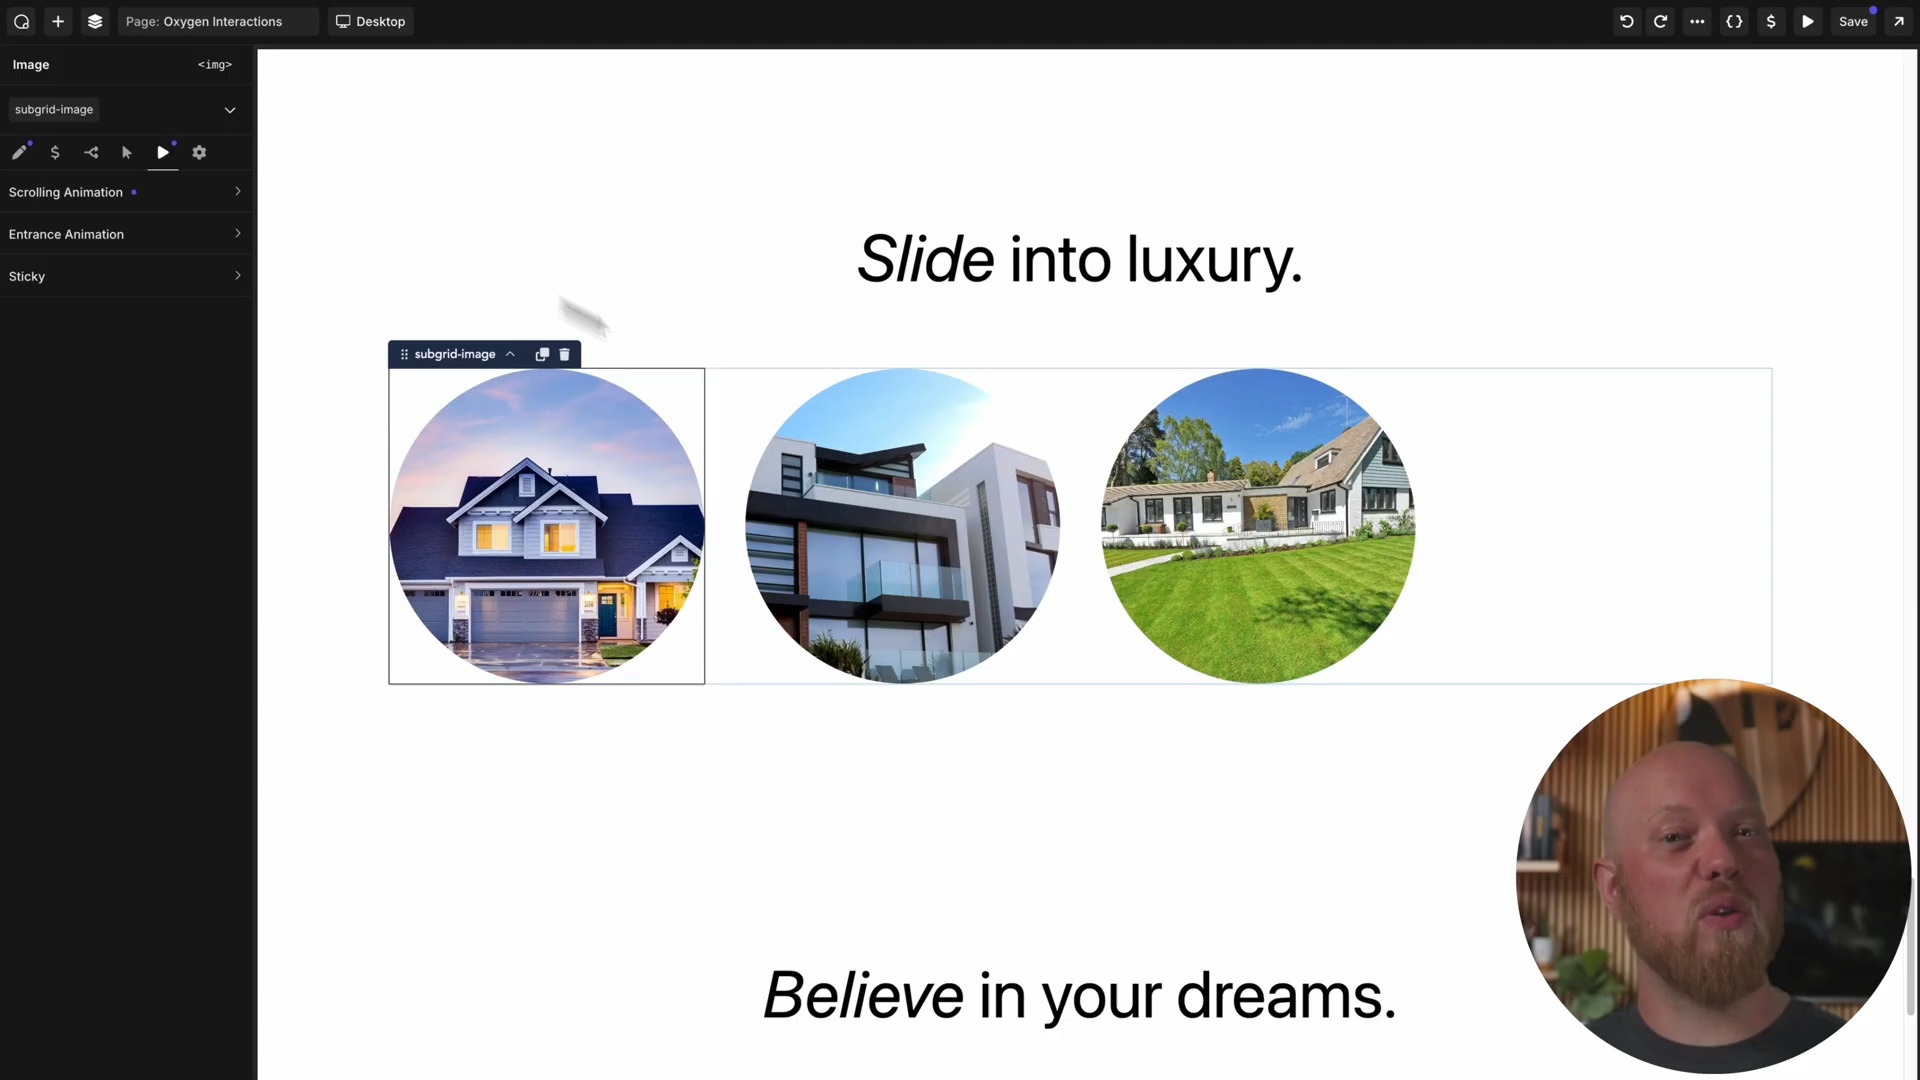 Page: Oxygen Interactions
Desktop
$
Save
Image
<img>
subgrid-image
$
Scrolling Animation
Entrance Animation
Sticky
Slide into luxury.
subgrid-image
Believe in your dreams.